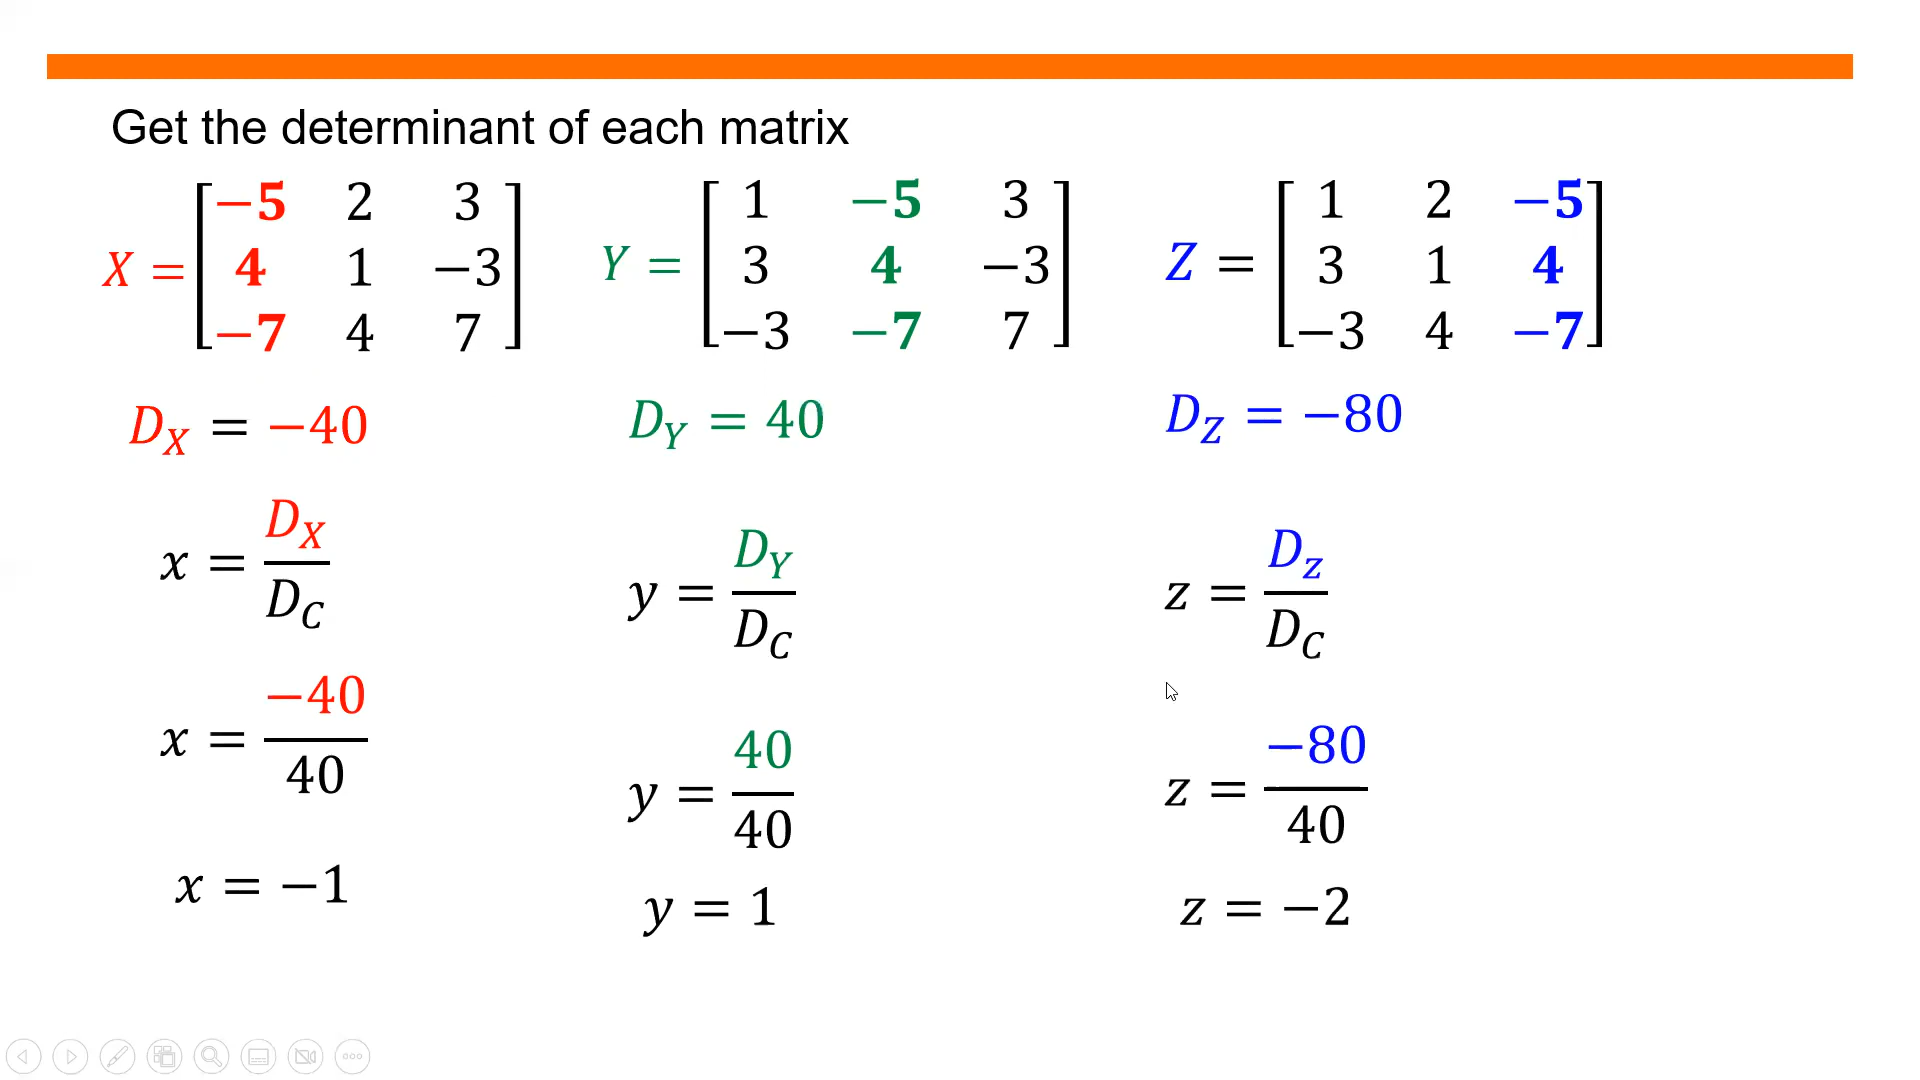 Get the determinant of each matrix
X = [−5 2 3
4 1 −3
−7 4 7]
Y = [1 −5 3
3 4 −3
−3 −7 7]
Z = [1 2 −5
3 1 4
−3 4 −7]
D_X = −40
D_Y = 40
D_Z = −80
x = D_X / D_C
y = D_Y / D_C
z = D_z / D_C
x = −40 / 40
y = 40 / 40
z = −80 / 40
x = −1
y = 1
z = −2